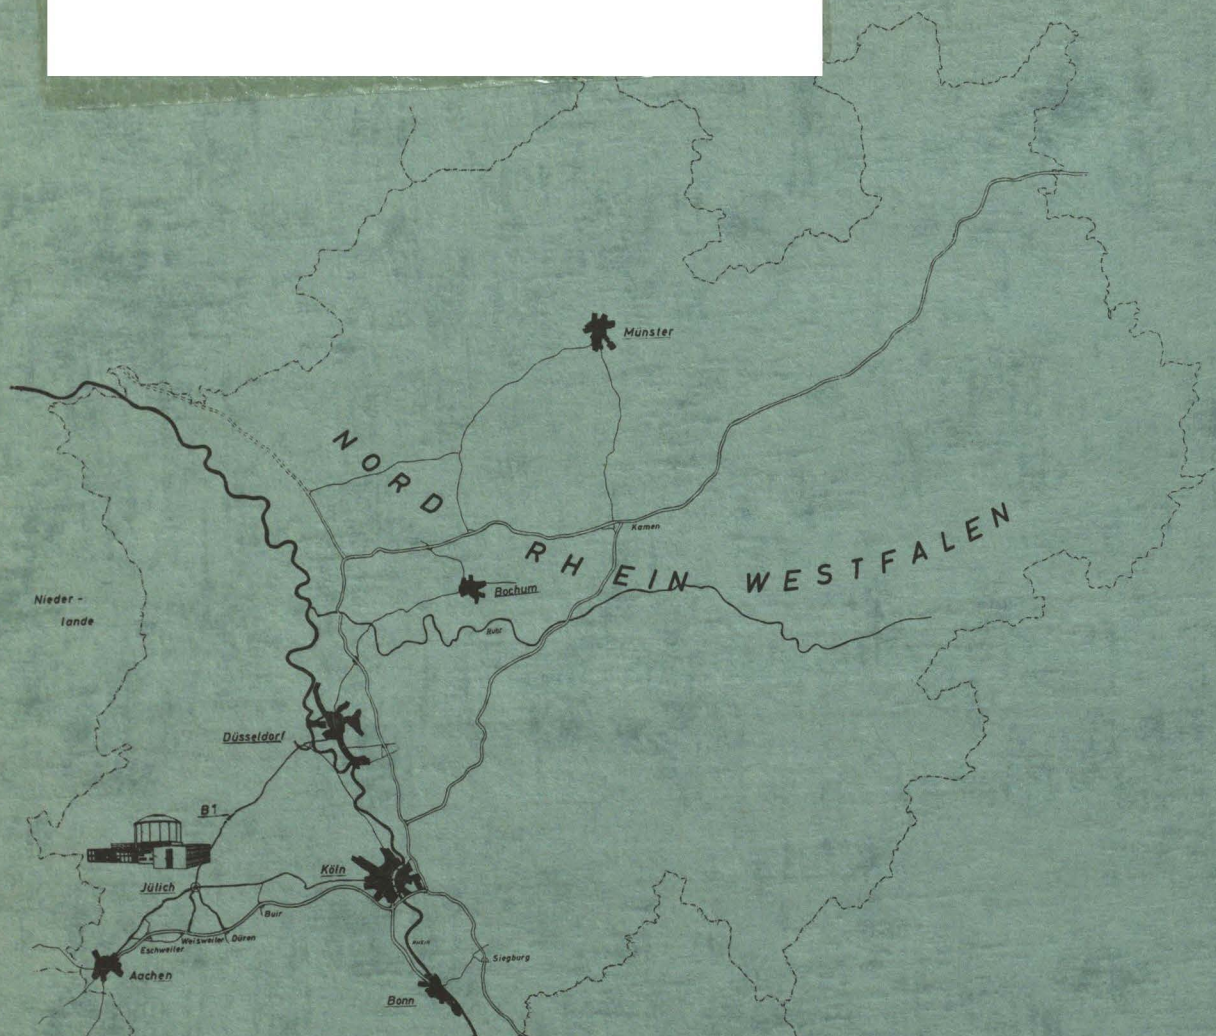 Münster
NORD
RHEIN WESTFALEN
Kamen
Bochum
Ruhr
Nieder -
lande
Düsseldorf
B1
Köln
Jülich
Buir
Weisweiler Düren
Eschweiler
Aachen
Siegburg
Bonn